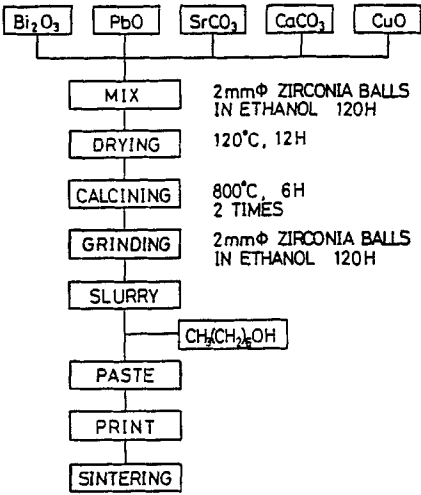 Bi₂O₃ PbO SrCO₃ CaCO₃ CuO
MIX
2mmΦ ZIRCONIA BALLS
IN ETHANOL 120H
DRYING
120°C, 12H
CALCINING
800°C, 6H
2 TIMES
GRINDING
2mmΦ ZIRCONIA BALLS
IN ETHANOL 120H
SLURRY
CH₃(CH₂)₆OH
PASTE
PRINT
SINTERING